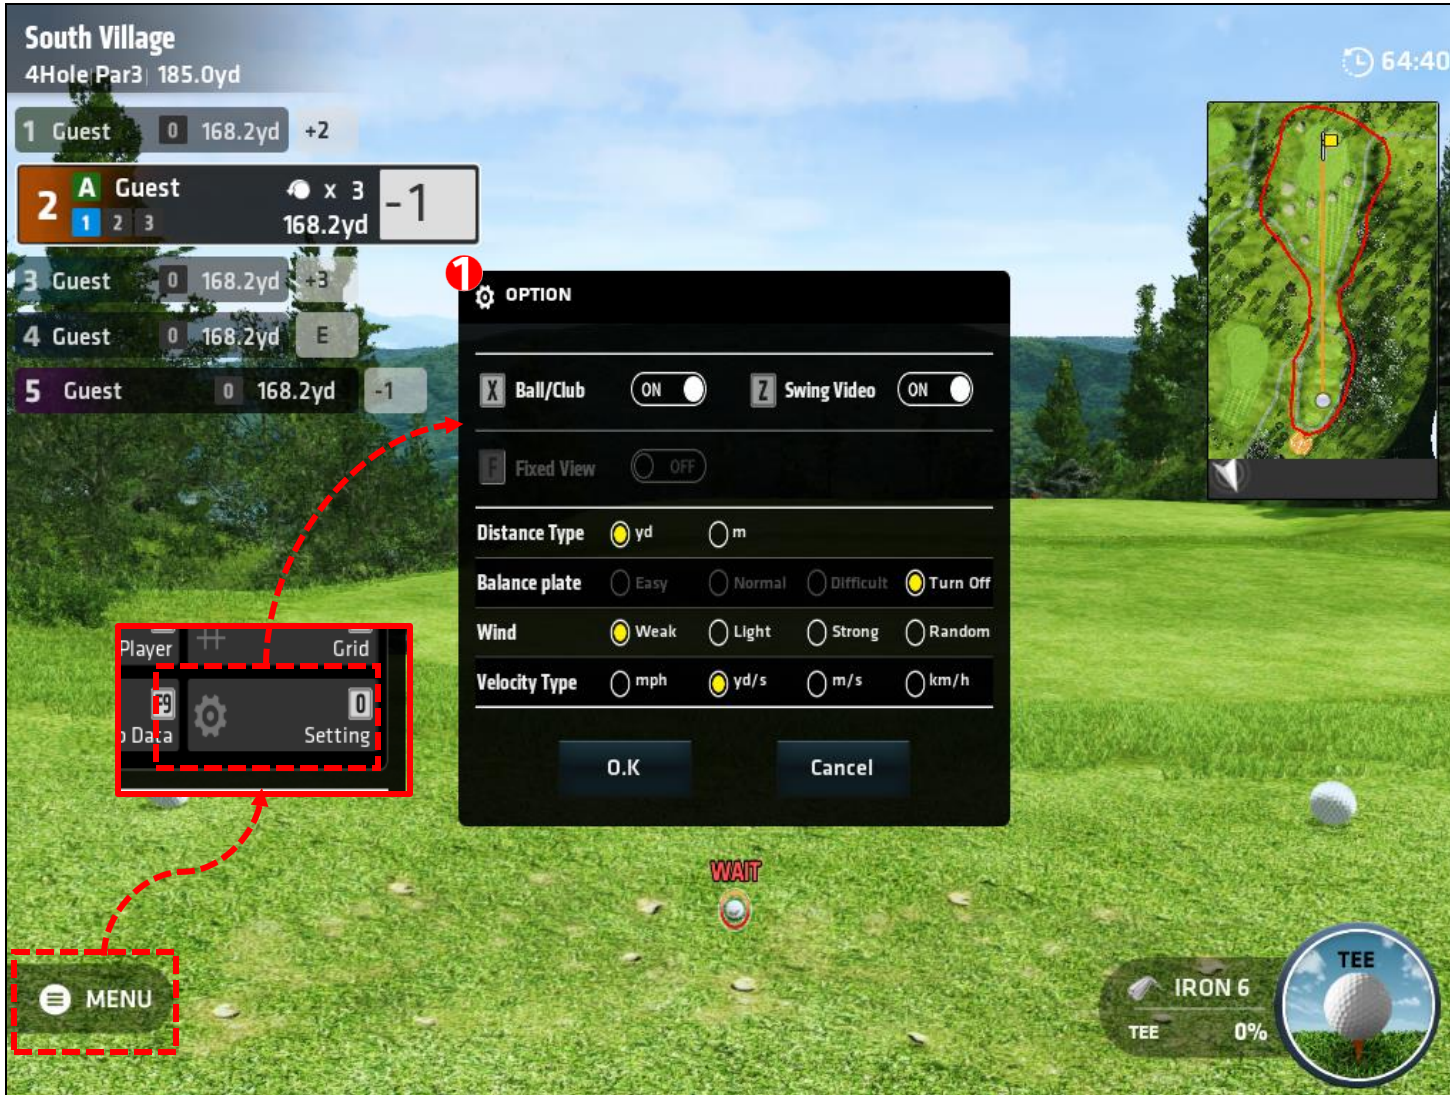 South Village
4Hole Par3 185.0yd
64:40
1 Guest 0 168.2yd +2
2 A Guest x 3 -1
1 2 3 168.2yd
3 Guest 0 168.2yd +3
4 Guest 0 168.2yd E
5 Guest 0 168.2yd -1
1
OPTION
X Ball/Club ON Z Swing Video ON
F Fixed View OFF
Distance Type yd m
Balance plate Easy Normal Difficult Turn Off
Wind Weak Light Strong Random
Velocity Type mph yd/s m/s km/h
O.K Cancel
Player Grid
F9 O
Data Setting
WAIT
MENU
IRON 6
TEE 0%
TEE